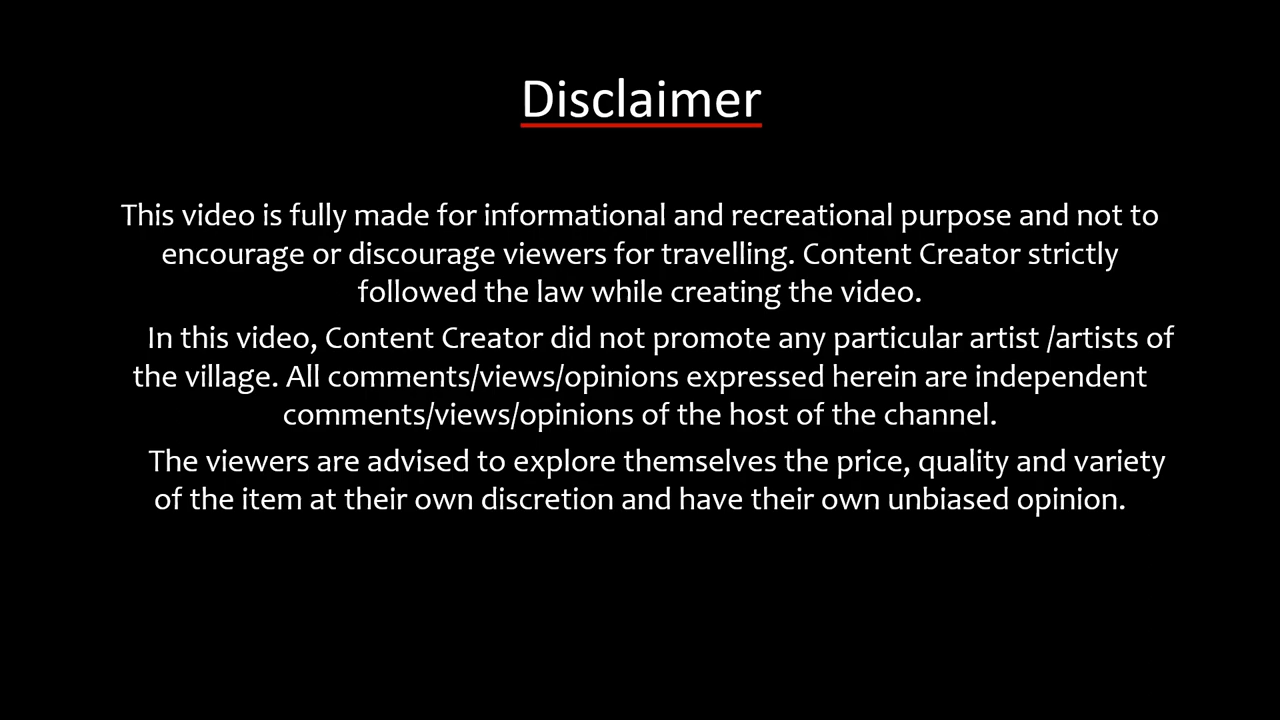 Disclaimer
This video is fully made for informational and recreational purpose and not to
encourage or discourage viewers for travelling. Content Creator strictly
followed the law while creating the video.
In this video, Content Creator did not promote any particular artist /artists of
the village. All comments/views/opinions expressed herein are independent
comments/views/opinions of the host of the channel.
The viewers are advised to explore themselves the price, quality and variety
of the item at their own discretion and have their own unbiased opinion.